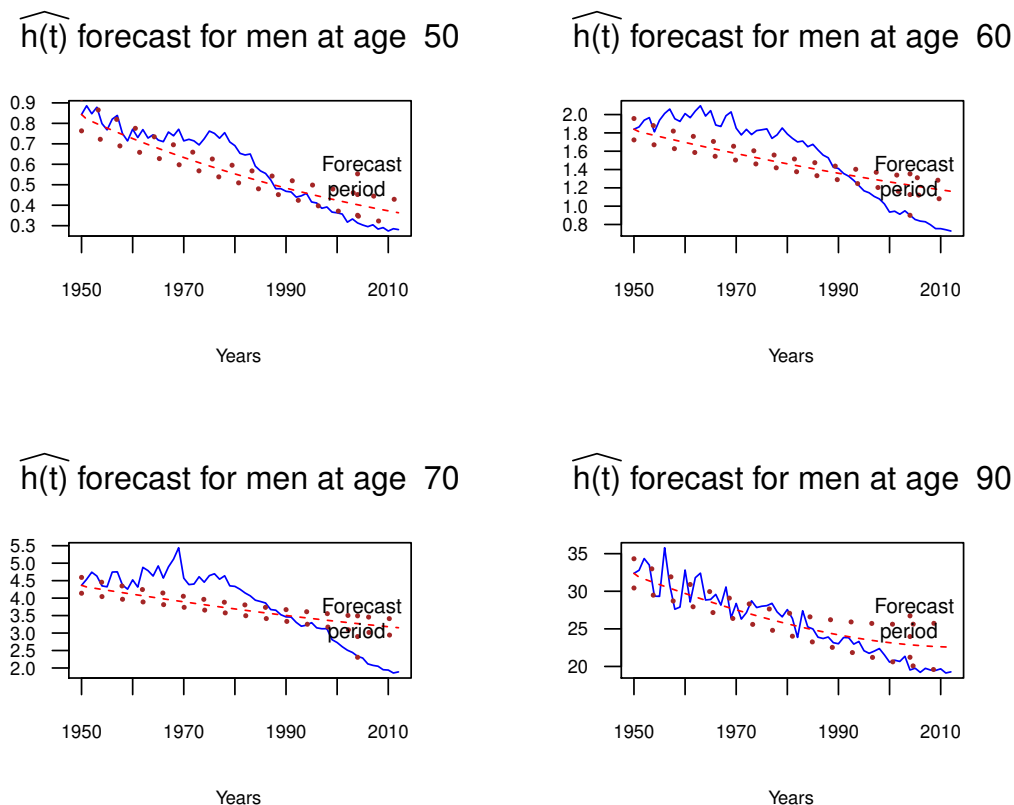 h(t) forecast for men at age 50
0.9
0.8
0.7
0.6
0.5
0.4
0.3
Forecast
period
1950 1970 1990 2010
Years
h(t) forecast for men at age 60
2.0
1.8
1.6
1.4
1.2
1.0
0.8
Forecast
period
1950 1970 1990 2010
Years
h(t) forecast for men at age 70
5.5
5.0
4.5
4.0
3.5
3.0
2.5
2.0
Forecast
period
1950 1970 1990 2010
Years
h(t) forecast for men at age 90
35
30
25
20
Forecast
period
1950 1970 1990 2010
Years